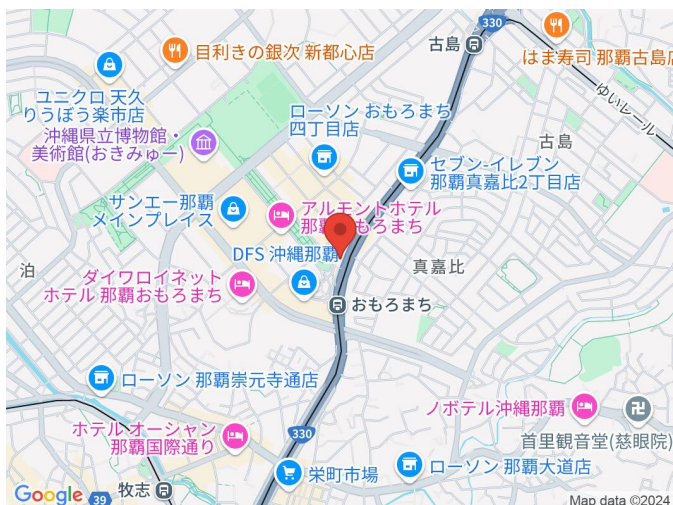 330
古島
目利きの銀次 新都心店
はま寿司 那覇古島店
ユニクロ 天久
りうぼう楽市店
ローソン おもろまち
四丁目店
ゆいレール
沖縄県立博物館・
美術館(おきみゅー)
古島
セブン-イレブン
那覇真嘉比2丁目店
サンエー那覇
メインプレイス
アルモントホテル
那覇おもろまち
DFS 沖縄那覇
泊
真嘉比
ダイワロイネット
ホテル 那覇おもろまち
おもろまち
ローソン 那覇崇元寺通店
ノボテル沖縄那覇
ホテル オーシャン
那覇国際通り
330
首里観音堂(慈眼院)
栄町市場
ローソン 那覇大道店
Google
39
牧志
Map data ©2024